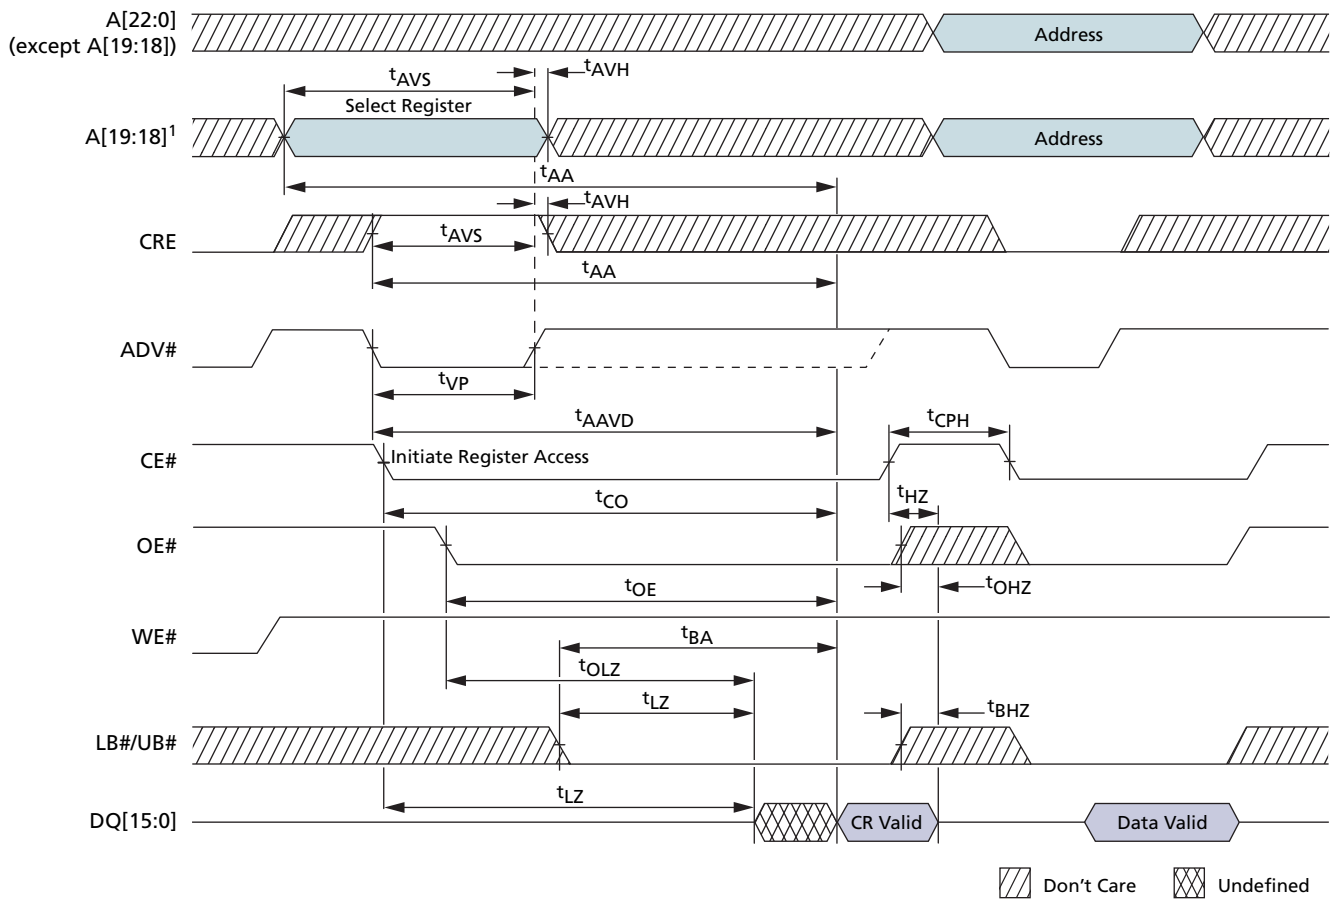 A[22:0]
(except A[19:18])
Address
tAVS
tAVH
Select Register
A[19:18]1
Address
tAA
tAVH
CRE
tAVS
tAA
ADV#
tVP
tAAVD
tCPH
CE#
Initiate Register Access
tCO
tHZ
OE#
tOE
tOHZ
WE#
tBA
tOLZ
tLZ
tBHZ
LB#/UB#
tLZ
DQ[15:0]
CR Valid
Data Valid
Don't Care
Undefined